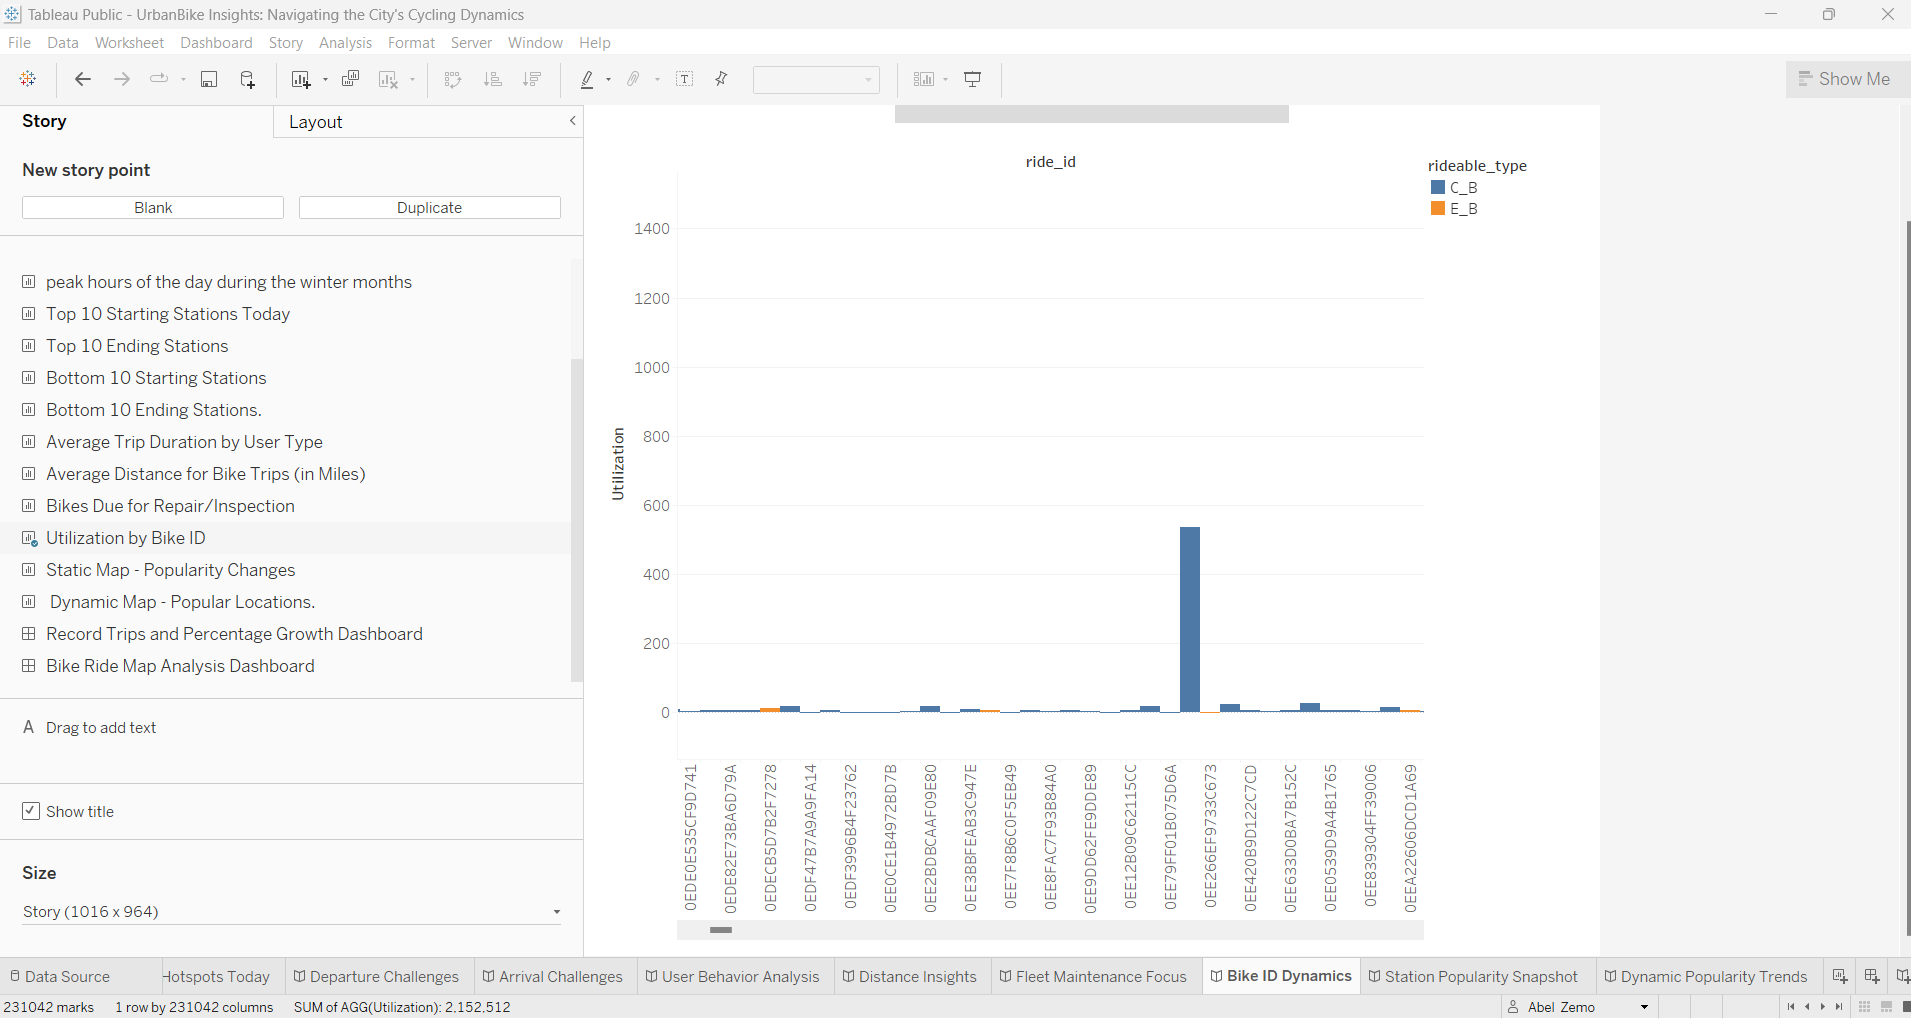 Tableau Public - UrbanBike Insights: Navigating the City's Cycling Dynamics
File Data Worksheet Dashboard Story Analysis Format Server Window Help
Show Me
Story
Layout
New story point
Blank
Duplicate
peak hours of the day during the winter months
Top 10 Starting Stations Today
Top 10 Ending Stations
Bottom 10 Starting Stations
Bottom 10 Ending Stations.
Average Trip Duration by User Type
Average Distance for Bike Trips (in Miles)
Bikes Due for Repair/Inspection
Utilization by Bike ID
Static Map - Popularity Changes
Dynamic Map - Popular Locations.
Record Trips and Percentage Growth Dashboard
Bike Ride Map Analysis Dashboard
A Drag to add text
Show title
Size
Story (1016 x 964)
ride_id
rideable_type
C_B
E_B
Utilization
1400
1200
1000
800
600
400
200
0
0EDE0E535CF9D741
0EDE82E73BA6D79A
0EDECB5D7B2F7278
0EDF47B7A9A9FA14
0EDF3996B4F23762
0EE0CE1B4972BD7B
0EE2BDBCAAF09E80
0EE3BBFEAB3C947E
0EE7F8B6C0F5EB49
0EE8FAC7F93B84A0
0EE9DD62FE9DDE89
0EE12B09C62115CC
0EE79FF01B075D6A
0EE266EF9733C673
0EE420B9D122C7CD
0EE633D0BA7B152C
0EE0539D9A4B1765
0EE839304FF39006
0EEA22606DCD1A69
Data Source
Hotspots Today
Departure Challenges
Arrival Challenges
User Behavior Analysis
Distance Insights
Fleet Maintenance Focus
Bike ID Dynamics
Station Popularity Snapshot
Dynamic Popularity Trends
231042 marks 1 row by 231042 columns SUM of AGG(Utilization): 2.152.512
Abel Zemo